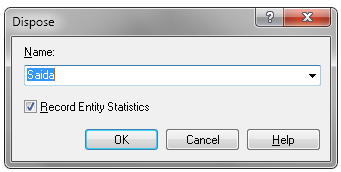 Dispose
Name:
Saida
Record Entity Statistics
OK Cancel Help